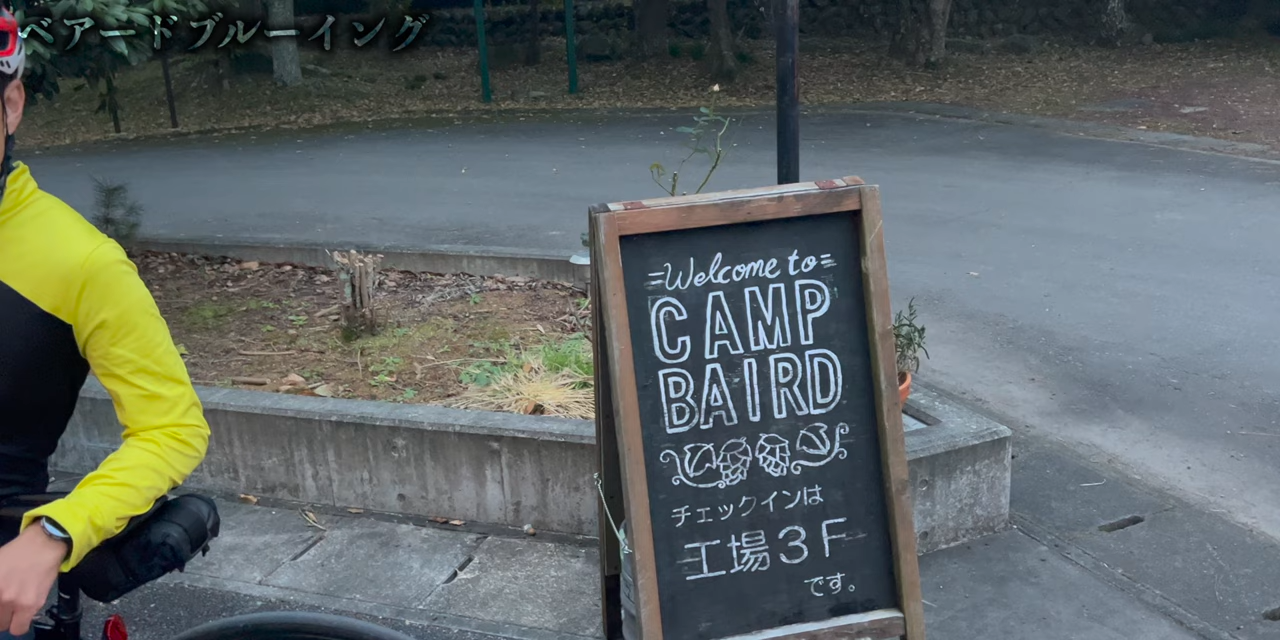 ベアードブルーイング
=Welcome to=
CAMP
BAIRD
チェックインは
工場3F
です。